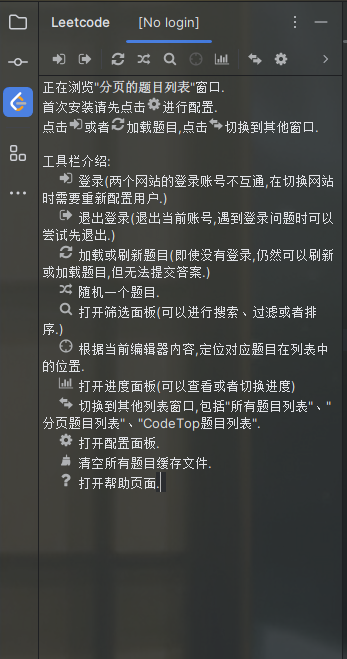 Leetcode [No login]
正在浏览"分页的题目列表"窗口.
首次安装请先点击进行配置.
点击或者加载题目,点击切换到其他窗口.
工具栏介绍:
登录(两个网站的登录账号不互通,在切换网站
时需要重新配置用户.)
退出登录(退出当前账号,遇到登录问题时可以
尝试先退出.)
加载或刷新题目(即使没有登录,仍然可以刷新
或加载题目,但无法提交答案.)
随机一个题目.
打开筛选面板(可以进行搜索、过滤或者排
序.)
根据当前编辑器内容,定位对应题目在列表中
的位置.
打开进度面板(可以查看或者切换进度)
切换到其他列表窗口,包括"所有题目列表"、"
分页题目列表"、"CodeTop题目列表".
打开配置面板.
清空所有题目缓存文件.
? 打开帮助页面.